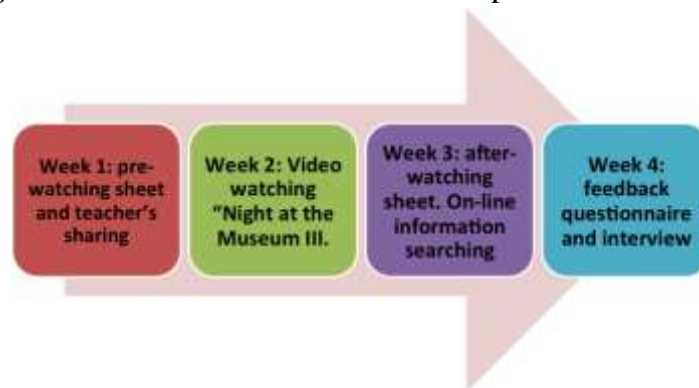 Week 1: pre-
watching sheet
and teacher's
sharing
Week 2: Video
watching
"Night at the
Museum III.
Week 3: after-
watching
sheet. On-line
information
searching
Week 4:
feedback
questionnaire
and interview